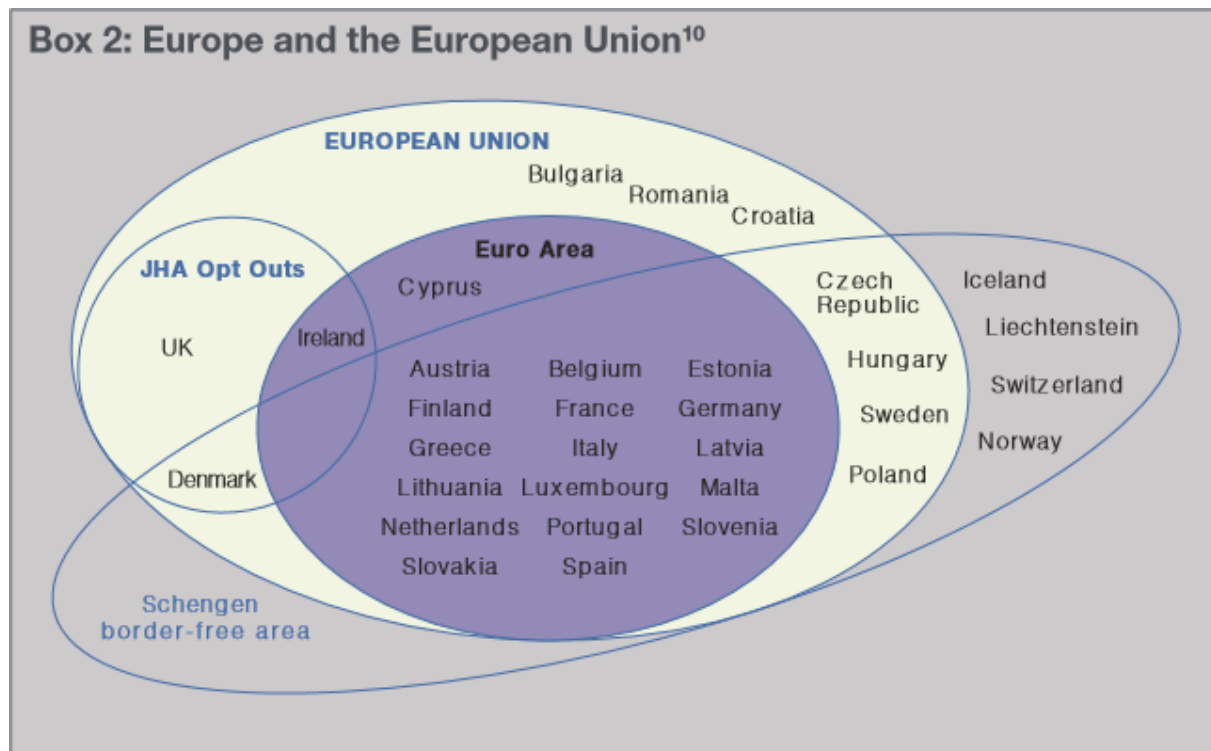 Box 2: Europe and the European Union¹⁰
EUROPEAN UNION
Bulgaria
Romania
Croatia
JHA Opt Outs
Euro Area
Cyprus
Czech
Republic
Iceland
UK
Ireland
Liechtenstein
Austria Belgium Estonia
Hungary
Switzerland
Finland France Germany
Sweden
Greece Italy Latvia
Norway
Denmark
Lithuania Luxembourg Malta
Poland
Netherlands Portugal Slovenia
Slovakia Spain
Schengen
border-free area